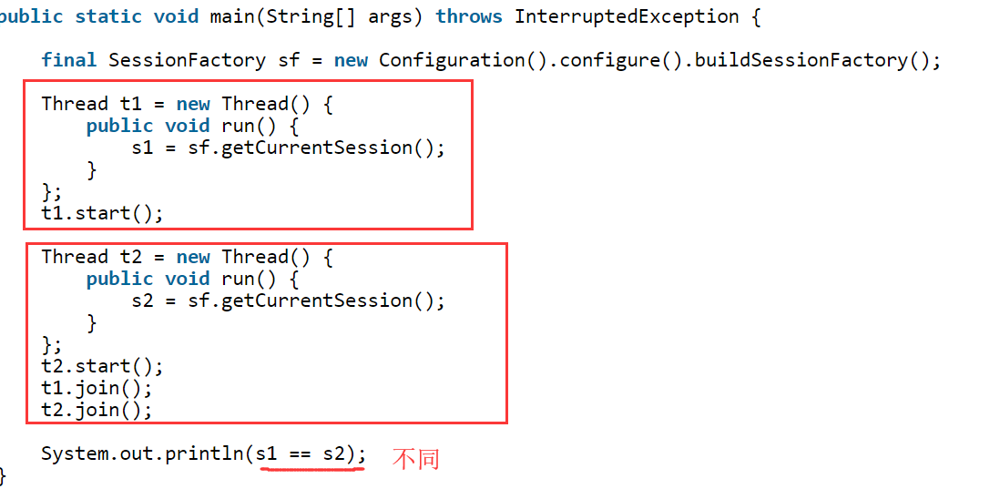 public static void main(String[] args) throws InterruptedException {
final SessionFactory sf = new Configuration().configure().buildSessionFactory();
Thread t1 = new Thread() {
public void run() {
s1 = sf.getCurrentSession();
}
};
t1.start();
Thread t2 = new Thread() {
public void run() {
s2 = sf.getCurrentSession();
}
};
t2.start();
t1.join();
t2.join();
System.out.println(s1 == s2); 不同
}